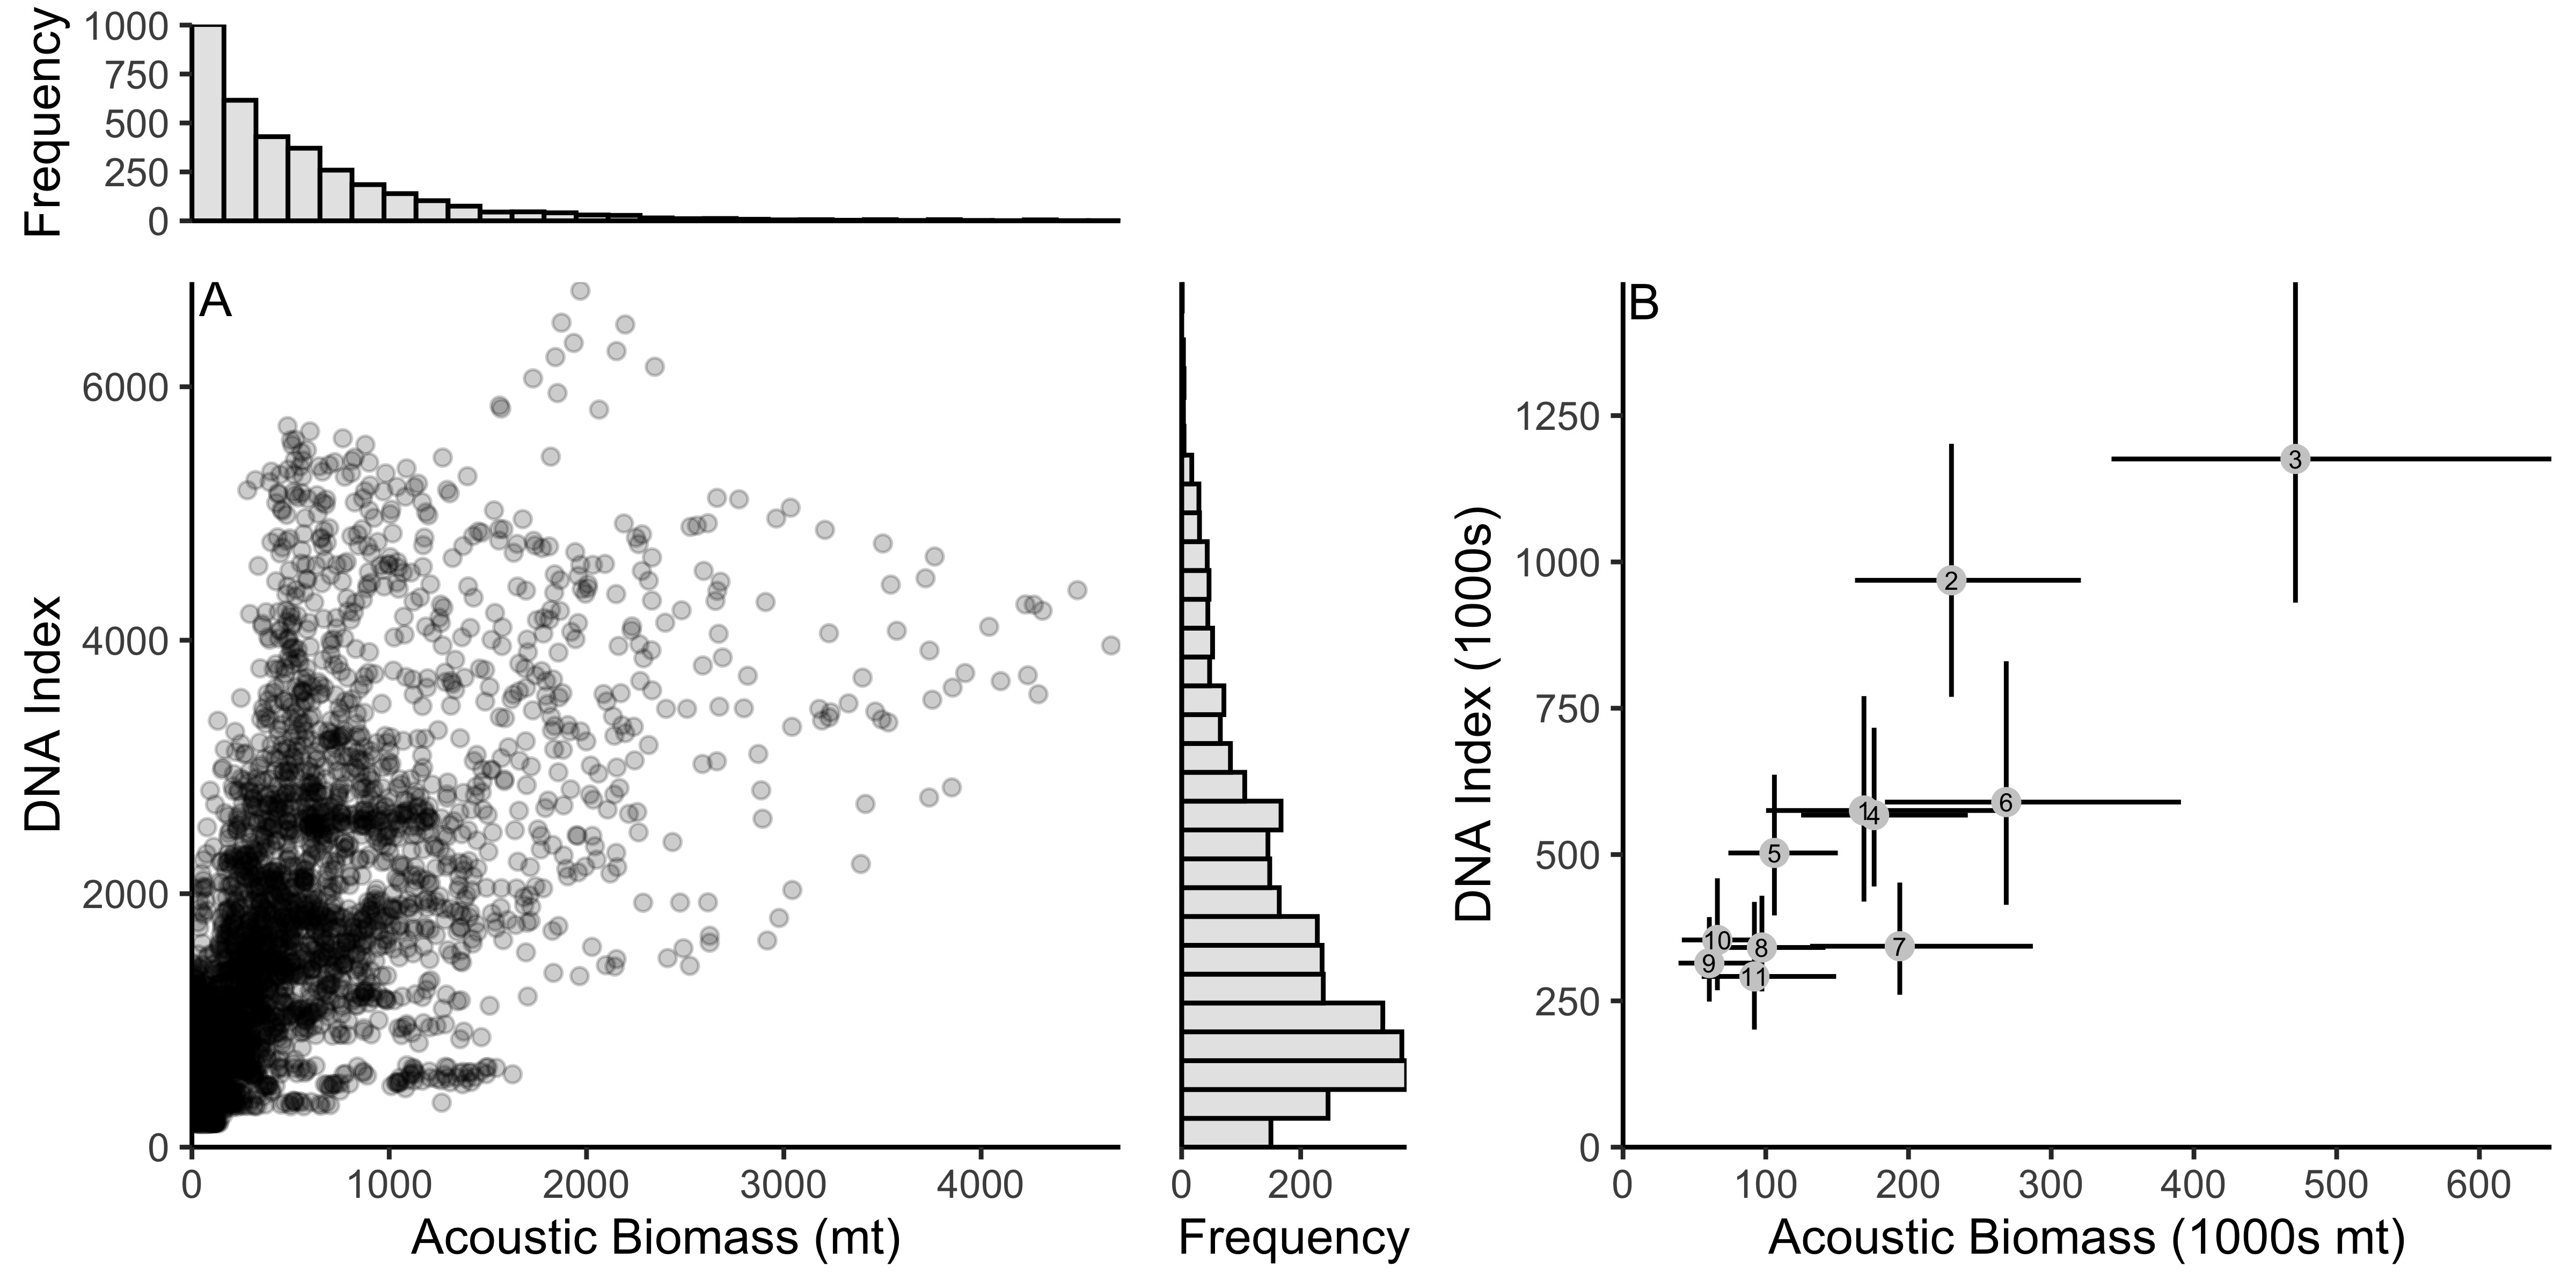 Frequency
1000
750
500
250
0
A
DNA Index
6000
4000
2000
0
0 1000 2000 3000 4000
Acoustic Biomass (mt)
0 200
Frequency
B
DNA Index (1000s)
1250
1000
750
500
250
0
3
2
6
1 4
5
10 8 7
9 11
0 100 200 300 400 500 600
Acoustic Biomass (1000s mt)